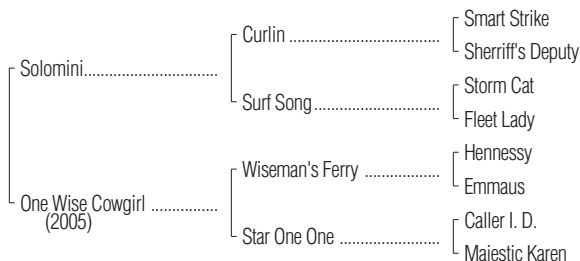 Smart Strike
Curlin
Sherriff's Deputy
Solomini
Storm Cat
Surf Song
Fleet Lady
Hennessy
Wiseman's Ferry
Emmaus
One Wise Cowgirl
(2005)
Caller I. D.
Star One One
Majestic Karen